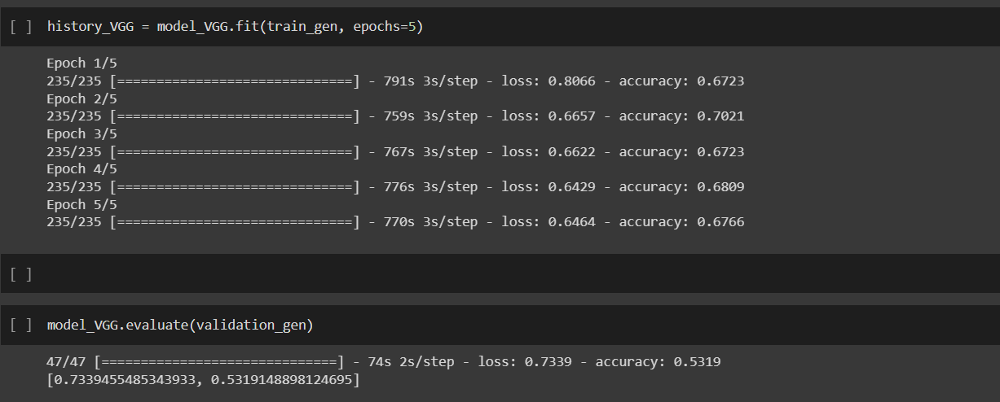 [ ] history_VGG = model_VGG.fit(train_gen, epochs=5)
Epoch 1/5
235/235 [==============================] - 791s 3s/step - loss: 0.8066 - accuracy: 0.6723
Epoch 2/5
235/235 [==============================] - 759s 3s/step - loss: 0.6657 - accuracy: 0.7021
Epoch 3/5
235/235 [==============================] - 767s 3s/step - loss: 0.6622 - accuracy: 0.6723
Epoch 4/5
235/235 [==============================] - 776s 3s/step - loss: 0.6429 - accuracy: 0.6809
Epoch 5/5
235/235 [==============================] - 770s 3s/step - loss: 0.6464 - accuracy: 0.6766
[ ]
[ ] model_VGG.evaluate(validation_gen)
47/47 [==============================] - 74s 2s/step - loss: 0.7339 - accuracy: 0.5319
[0.7339455485343933, 0.5319148898124695]